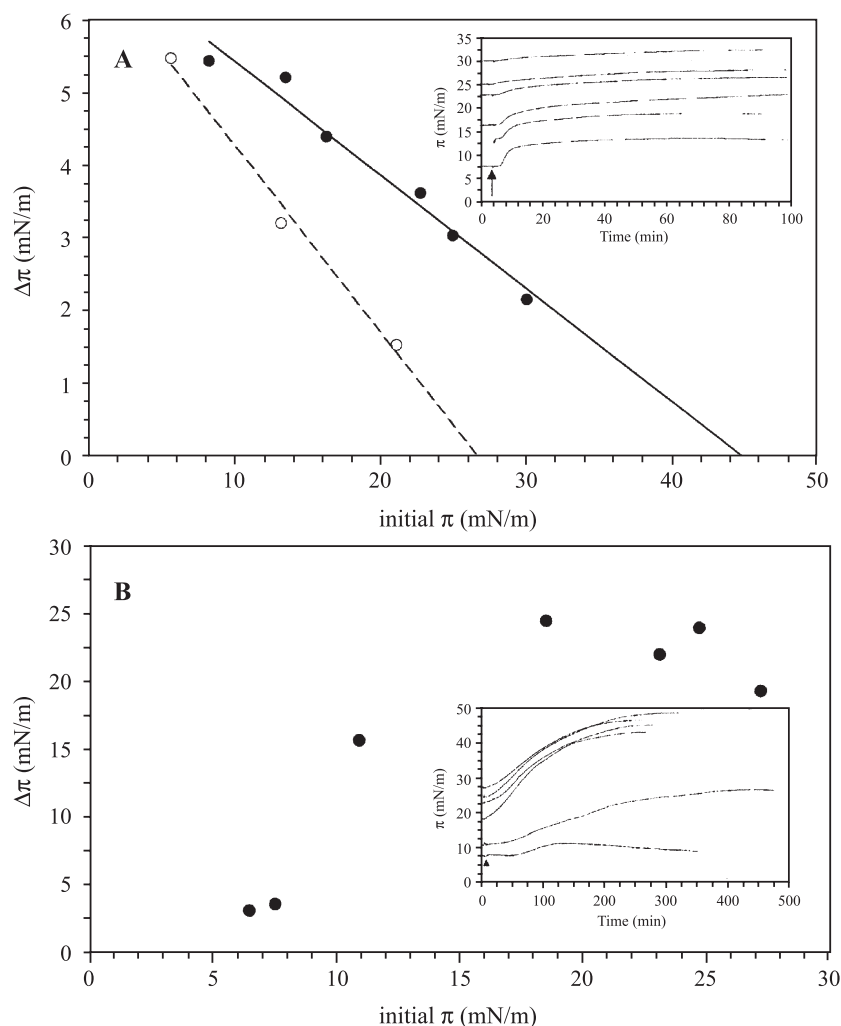 A
6
5
4
3
2
1
0
Δπ (mN/m)
0 10 20 30 40 50
initial π (mN/m)
35
30
25
20
15
10
5
0
π (mN/m)
0 20 40 60 80 100
Time (min)
B
30
25
20
15
10
5
0
Δπ (mN/m)
0 5 10 15 20 25 30
initial π (mN/m)
50
40
30
20
10
0
π (mN/m)
0 100 200 300 400 500
Time (min)